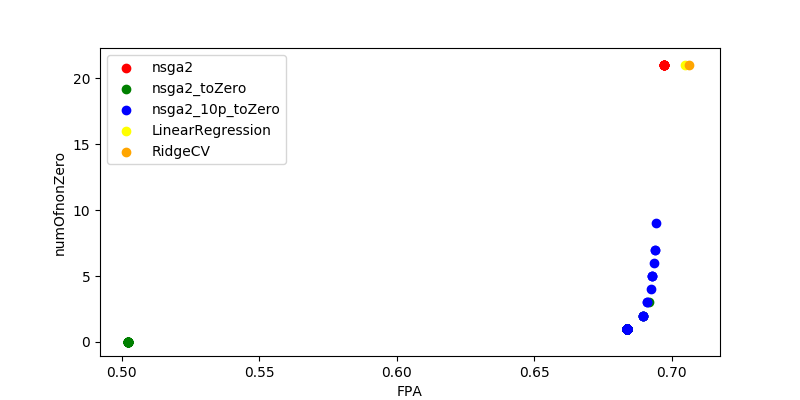 nsga2
nsga2_toZero
nsga2_10p_toZero
LinearRegression
RidgeCV
numOfnonZero
20
15
10
5
0
0.50 0.55 0.60 0.65 0.70
FPA